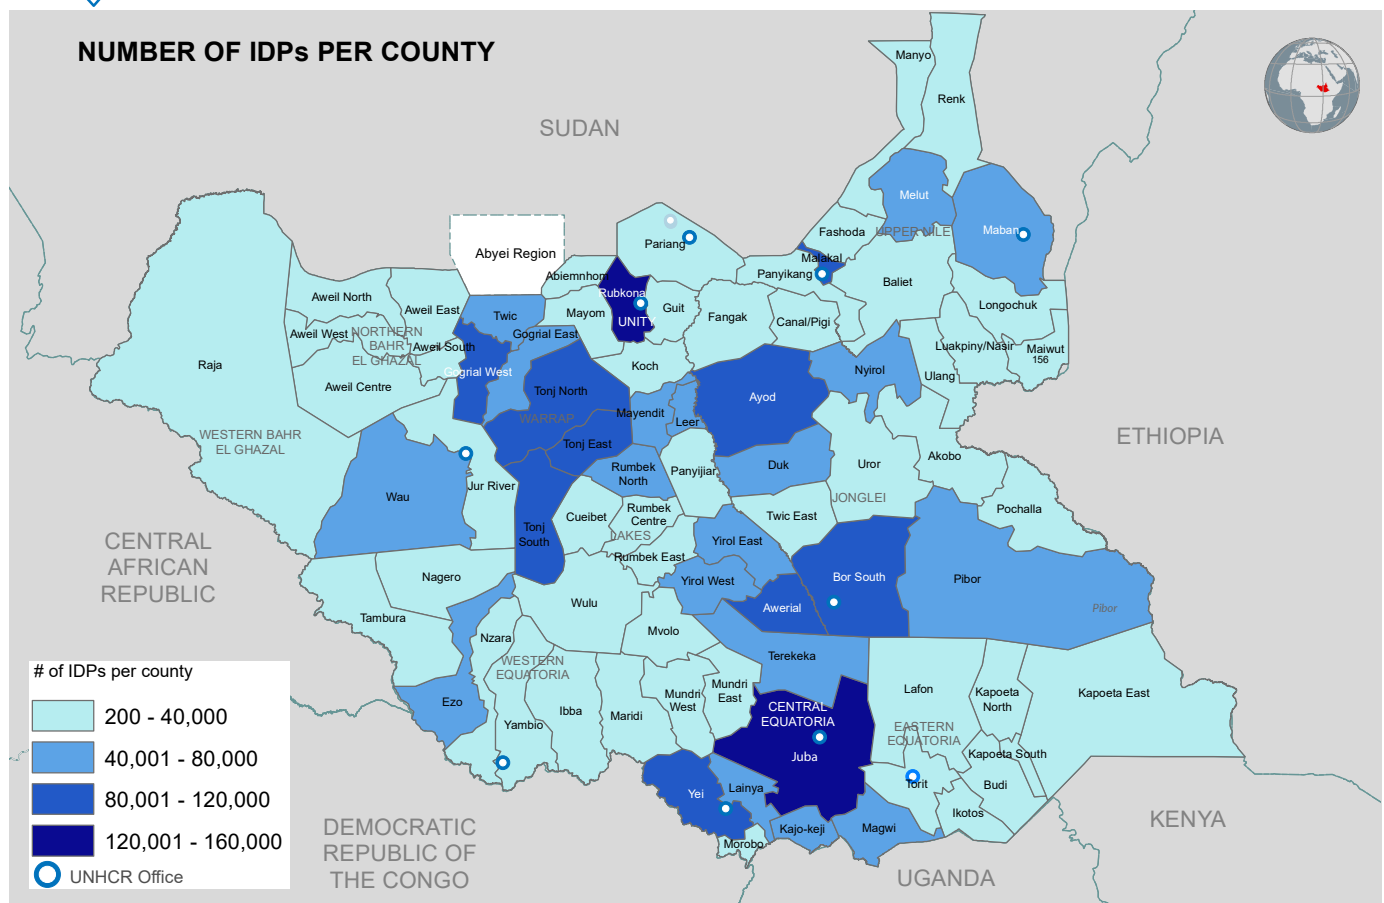 NUMBER OF IDPs PER COUNTY
Manyo
Renk
SUDAN
Melut
Maban
Fashoda
UPPER NILE
Pariang
Abyei Region
Malakal
Panyikang
Abiemnhom
Baliet
Rubkona
Aweil North
Longochuk
Aweil East
Guit
Mayom
Twic
Fangak
Canal/Pigi
UNITY
Aweil West
NORTHERN
BAHR
EL GHAZAL
Gogrial East
Aweil South
Luakpiny/Nasir
Maiwut
156
Raja
Koch
Gogrial West
Nyirol
Ulang
Aweil Centre
Tonj North
Ayod
Mayendit
Leer
WARRAP
ETHIOPIA
WESTERN BAHR
EL GHAZAL
Tonj East
Akobo
Uror
Duk
Panyijiar
Rumbek
North
Jur River
Wau
JONGLEI
Pochalla
Rumbek
Centre
Cueibet
Twic East
Tonj
South
LAKES
Yirol East
CENTRAL
AFRICAN
REPUBLIC
Rumbek East
Nagero
Yirol West
Bor South
Pibor
Pibor
Wulu
Awerial
Tambura
Mvolo
Nzara
Terekeka
WESTERN
EQUATORIA
# of IDPs per county
200 - 40,000
40,001 - 80,000
80,001 - 120,000
120,001 - 160,000
UNHCR Office
Mundri
East
Lafon
Kapoeta
North
Kapoeta East
Mundri
West
Ezo
Ibba
Maridi
CENTRAL
EQUATORIA
Yambio
EASTERN
EQUATORIA
Juba
Kapoeta South
Torit
Budi
Lainya
Yei
Ikotos
Kajo-keji
Magwi
Morobo
KENYA
DEMOCRATIC
REPUBLIC OF
THE CONGO
UGANDA